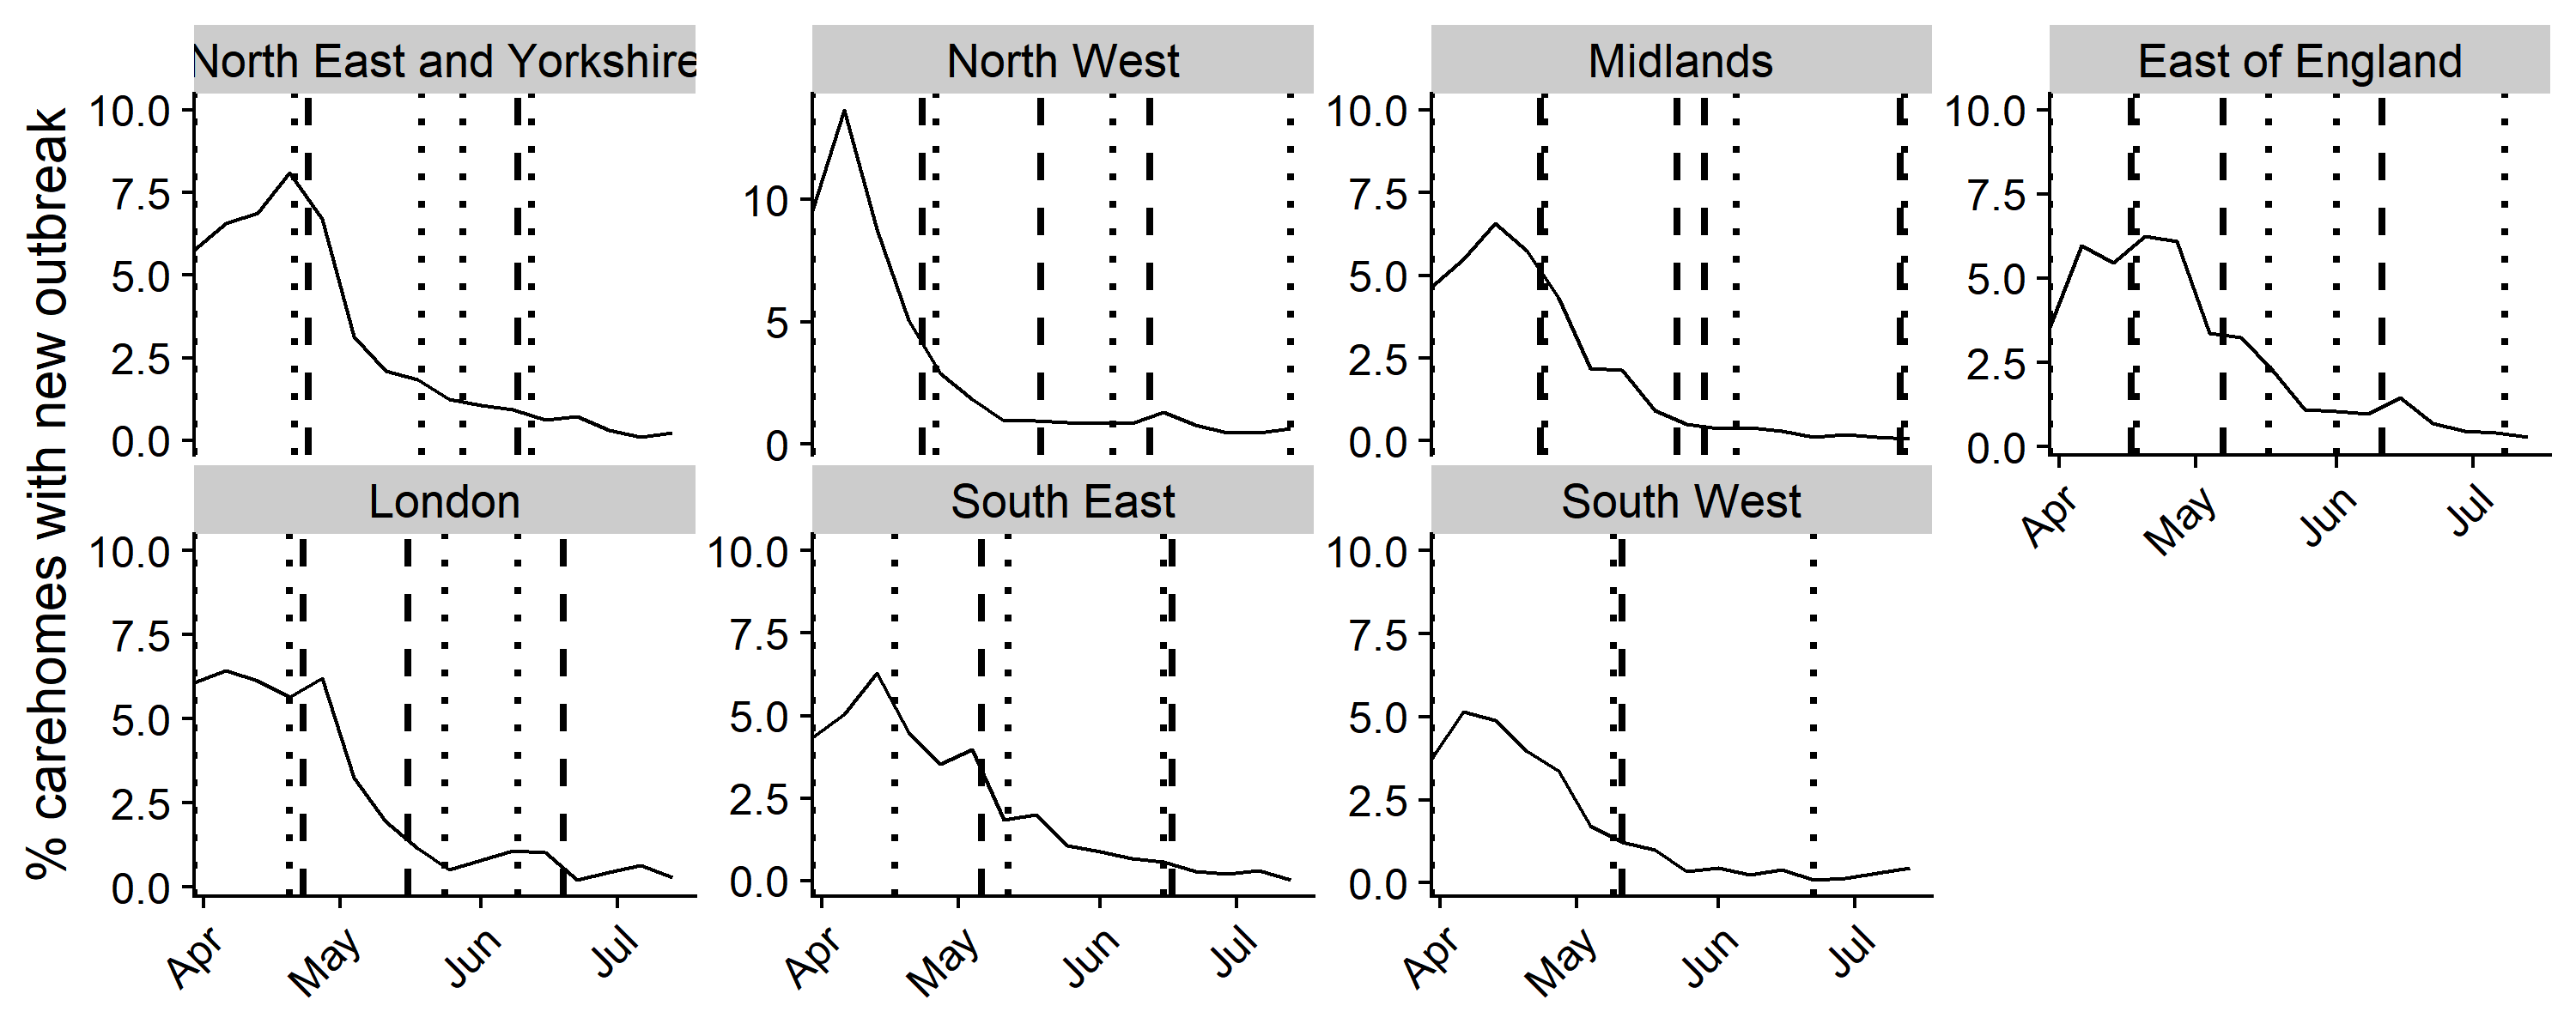 % carehomes with new outbreak
North East and Yorkshire
10.0
7.5
5.0
2.5
0.0
North West
10
5
0
Midlands
10.0
7.5
5.0
2.5
0.0
East of England
10.0
7.5
5.0
2.5
0.0
Apr May Jun Jul
London
10.0
7.5
5.0
2.5
0.0
Apr May Jun Jul
South East
10.0
7.5
5.0
2.5
0.0
Apr May Jun Jul
South West
10.0
7.5
5.0
2.5
0.0
Apr May Jun Jul